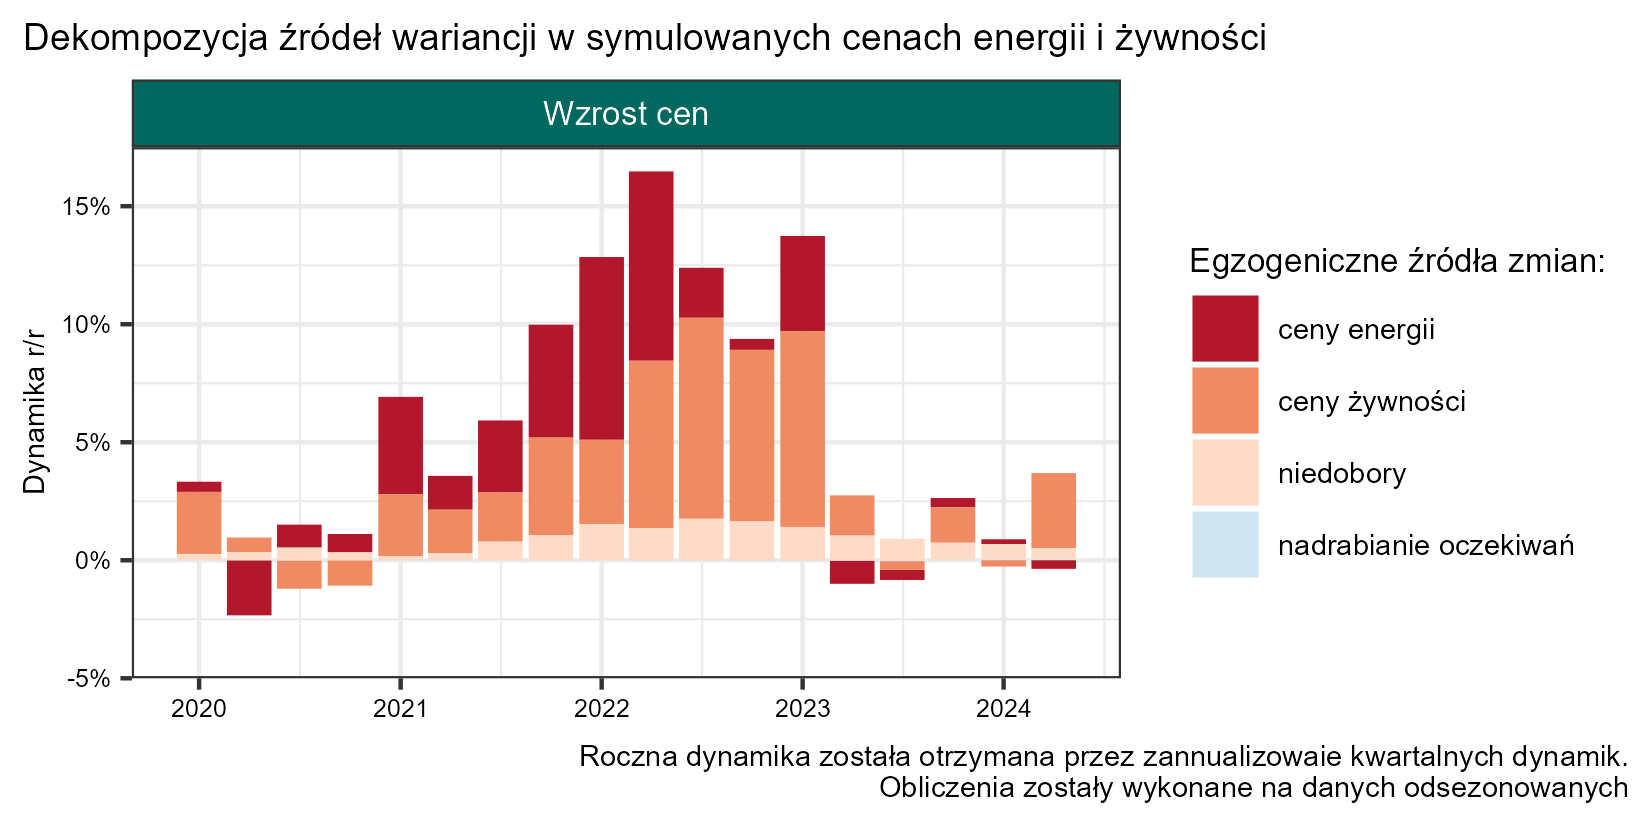 Dekompozycja źródeł wariancji w symulowanych cenach energii i żywności
Wzrost cen
Dynamika r/r
15%
10%
5%
0%
-5%
2020
2021
2022
2023
2024
Egzogeniczne źródła zmian:
ceny energii
ceny żywności
niedobory
nadrabianie oczekiwań
Roczna dynamika została otrzymana przez zannualizowaie kwartalnych dynamik.
Obliczenia zostały wykonane na danych odsezonowanych